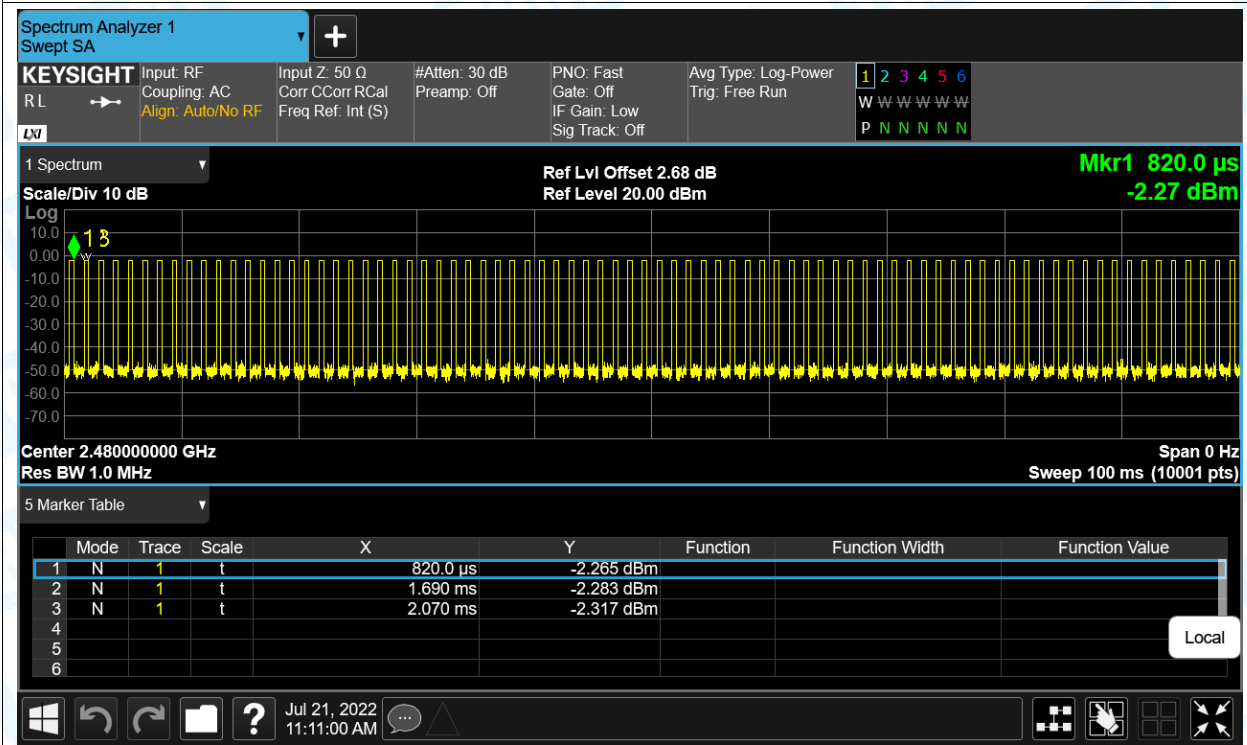 Spectrum Analyzer 1
Swept SA
KEYSIGHT
RL
LXI
Input: RF
Coupling: AC
Align: Auto/No RF
Input Z: 50 Ω
Corr CCorr RCal
Freq Ref: Int (S)
#Atten: 30 dB
Preamp: Off
PNO: Fast
Gate: Off
IF Gain: Low
Sig Track: Off
Avg Type: Log-Power
Trig: Free Run
1 2 3 4 5 6
W W W W W W
P N N N N N
1 Spectrum
Scale/Div 10 dB
Ref Lvl Offset 2.68 dB
Ref Level 20.00 dBm
Mkr1 820.0 µs
-2.27 dBm
Log
10.0
0.00
-10.0
-20.0
-30.0
-40.0
-50.0
-60.0
-70.0
1 3
Center 2.480000000 GHz
Res BW 1.0 MHz
Span 0 Hz
Sweep 100 ms (10001 pts)
5 Marker Table
Mode Trace Scale X Y Function Function Width Function Value
1 N 1 t 820.0 µs -2.265 dBm
2 N 1 t 1.690 ms -2.283 dBm
3 N 1 t 2.070 ms -2.317 dBm
4
5
6
Local
?
Jul 21, 2022
11:11:00 AM